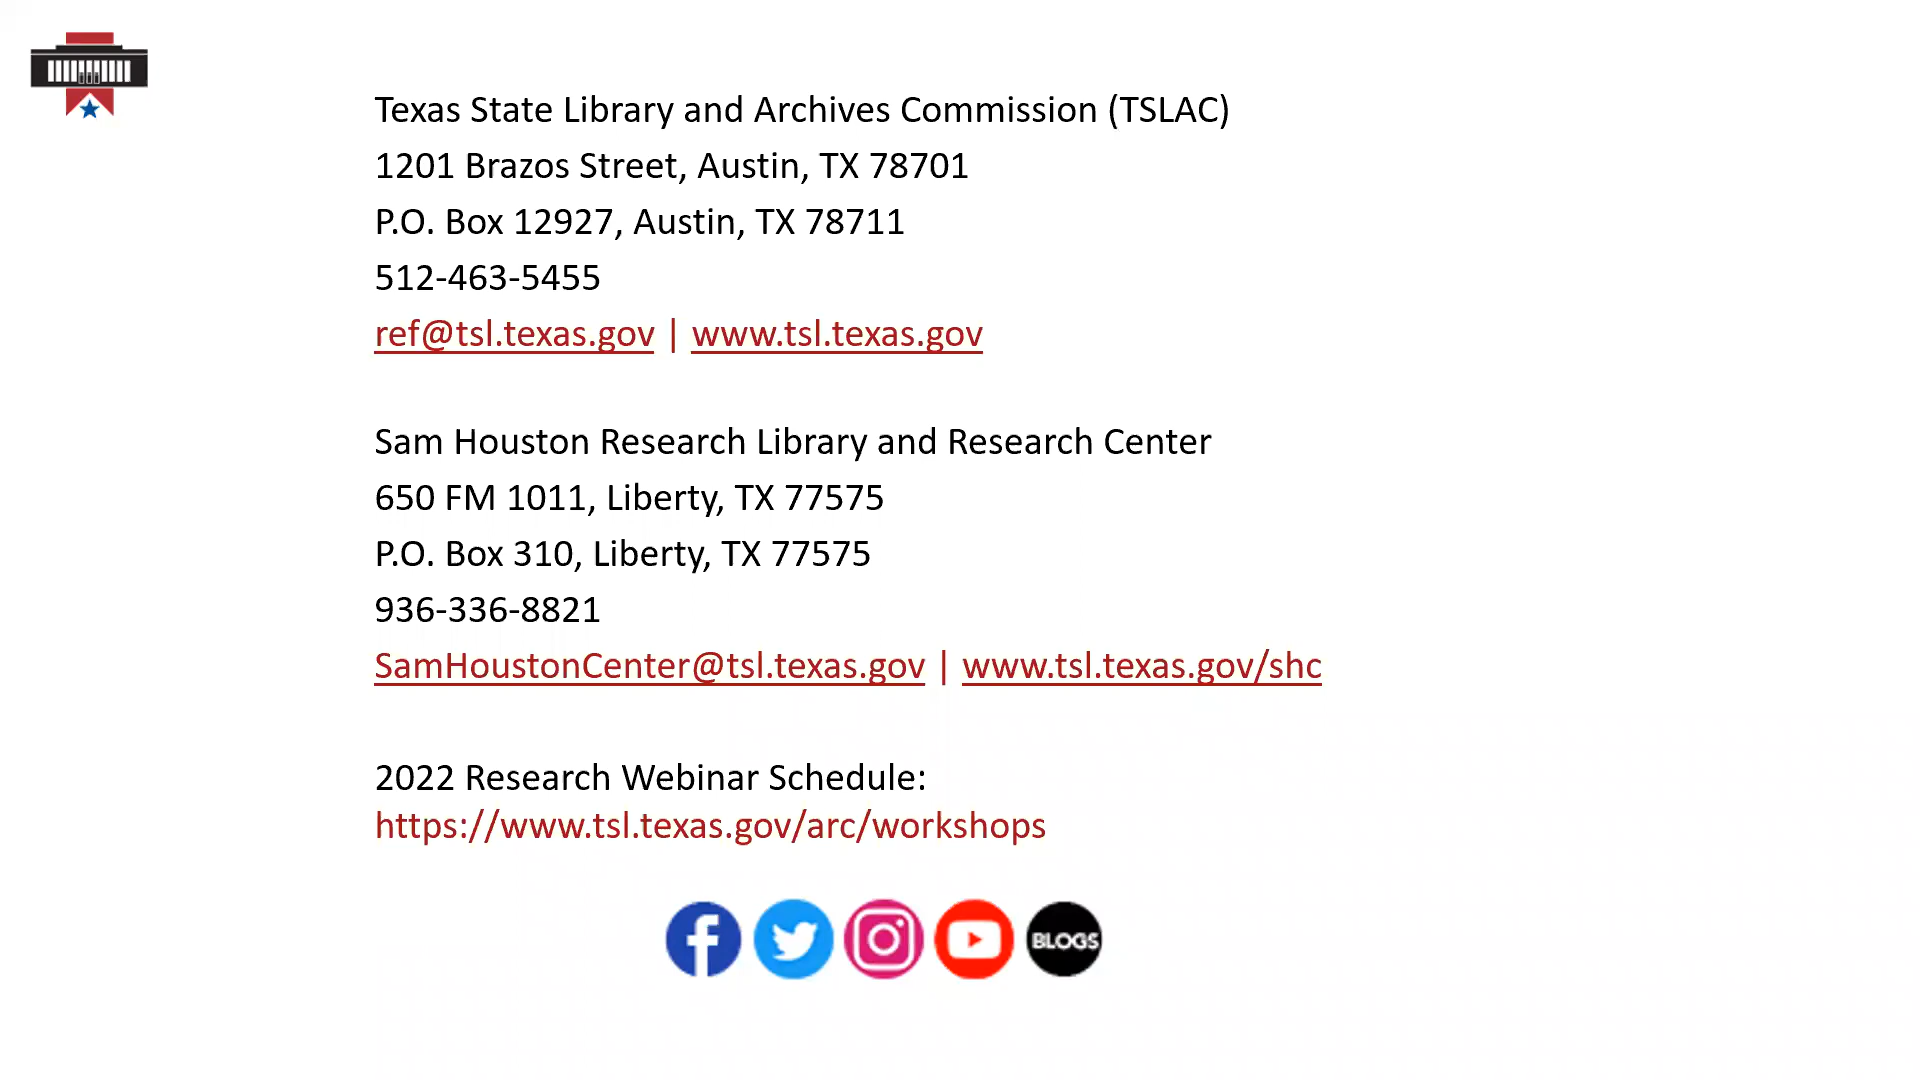 Texas State Library and Archives Commission (TSLAC)
1201 Brazos Street, Austin, TX 78701
P.O. Box 12927, Austin, TX 78711
512-463-5455
ref@tsl.texas.gov | www.tsl.texas.gov
Sam Houston Research Library and Research Center
650 FM 1011, Liberty, TX 77575
P.O. Box 310, Liberty, TX 77575
936-336-8821
SamHoustonCenter@tsl.texas.gov | www.tsl.texas.gov/shc
2022 Research Webinar Schedule:
https://www.tsl.texas.gov/arc/workshops
BLOGS